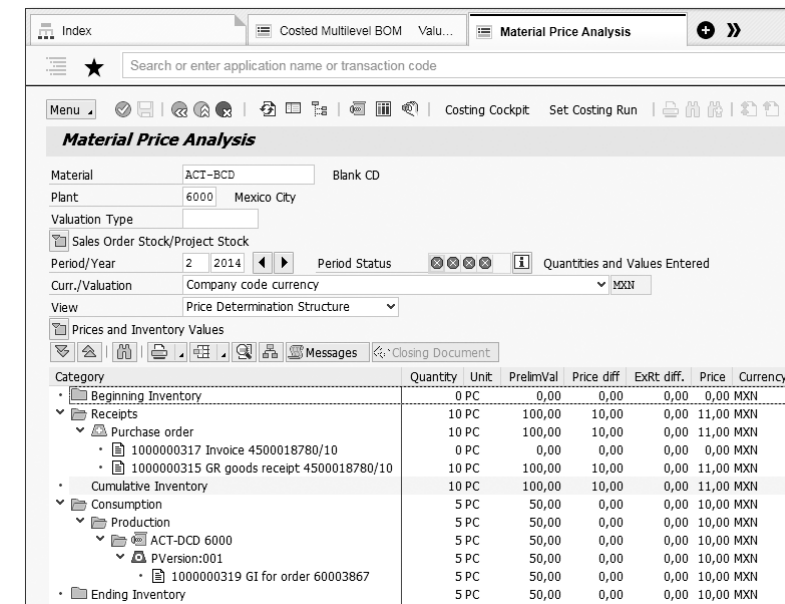 Index Costed Multilevel BOM Valu... Material Price Analysis
Search or enter application name or transaction code
Menu Costing Cockpit Set Costing Run
Material Price Analysis
Material ACT-BCD Blank CD
Plant 6000 Mexico City
Valuation Type
Sales Order Stock/Project Stock
Period/Year 2 2014 Period Status Quantities and Values Entered
Curr./Valuation Company code currency MXN
View Price Determination Structure
Prices and Inventory Values
Messages Closing Document
Category Quantity Unit PrelimVal Price diff ExRt diff. Price Currency
Beginning Inventory 0 PC 0,00 0,00 0,00 0,00 MXN
Receipts 10 PC 100,00 10,00 0,00 11,00 MXN
Purchase order 10 PC 100,00 10,00 0,00 11,00 MXN
1000000317 Invoice 4500018780/10 0 PC 0,00 0,00 0,00 0,00 MXN
1000000315 GR goods receipt 4500018780/10 10 PC 100,00 10,00 0,00 11,00 MXN
Cumulative Inventory 10 PC 100,00 10,00 0,00 11,00 MXN
Consumption 5 PC 50,00 0,00 0,00 10,00 MXN
Production 5 PC 50,00 0,00 0,00 10,00 MXN
ACT-DCD 6000 5 PC 50,00 0,00 0,00 10,00 MXN
PVersion:001 5 PC 50,00 0,00 0,00 10,00 MXN
1000000319 GI for order 60003867 5 PC 50,00 0,00 0,00 10,00 MXN
Ending Inventory 5 PC 50,00 0,00 0,00 10,00 MXN